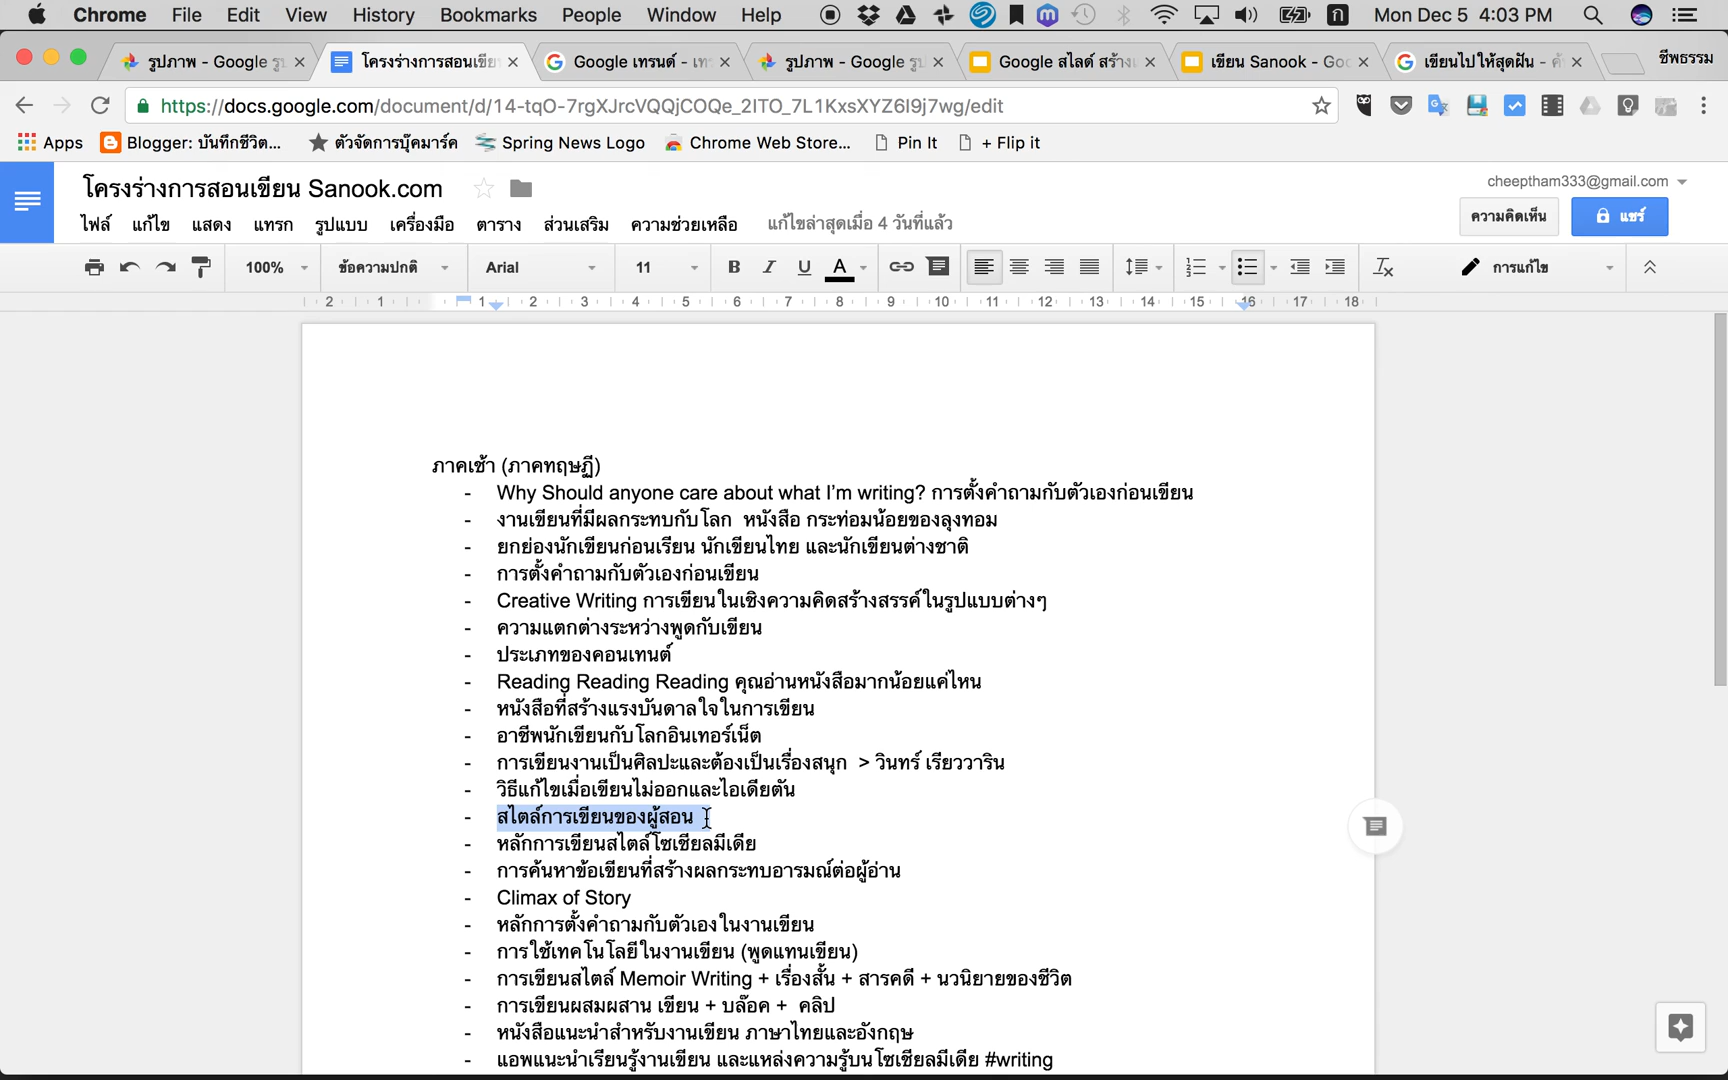 Chrome File Edit View History Bookmarks People Window Help Mon Dec 5 4:03 PM
รูปภาพ - Google รู โครงร่างการสอนเขีย Google เทรนด์ - เท รูปภาพ - Google รู Google สไลด์ สร้าง เขียน Sanook - Go เขียนไปให้สุดฝัน - ค้ ชีพธรรม
https://docs.google.com/document/d/14-tqO-7rgXJrcVQQjCOQe_2ITO_7L1KxsXYZ6I9j7wg/edit
Apps Blogger: บันทึกชีวิต... ตัวจัดการบุ๊คมาร์ค Spring News Logo Chrome Web Store... Pin It + Flip it
โครงร่างการสอนเขียน Sanook.com cheeptham333@gmail.com
ไฟล์ แก้ไข แสดง แทรก รูปแบบ เครื่องมือ ตาราง ส่วนเสริม ความช่วยเหลือ แก้ไขล่าสุดเมื่อ 4 วันที่แล้ว ความคิดเห็น แชร์
100% ข้อความปกติ Arial 11 B I U A การแก้ไข
2 1 1 2 3 4 5 6 7 8 9 10 11 12 13 14 15 16 17 18
ภาคเช้า (ภาคทฤษฏี)
- Why Should anyone care about what I'm writing? การตั้งคำถามกับตัวเองก่อนเขียน
- งานเขียนที่มีผลกระทบกับโลก หนังสือ กระท่อมน้อยของลุงทอม
- ยกย่องนักเขียนก่อนเรียน นักเขียนไทย และนักเขียนต่างชาติ
- การตั้งคำถามกับตัวเองก่อนเขียน
- Creative Writing การเขียนในเชิงความคิดสร้างสรรค์ในรูปแบบต่างๆ
- ความแตกต่างระหว่างพูดกับเขียน
- ประเภทของคอนเทนต์
- Reading Reading Reading คุณอ่านหนังสือมากน้อยแค่ไหน
- หนังสือที่สร้างแรงบันดาลใจในการเขียน
- อาชีพนักเขียนกับโลกอินเทอร์เน็ต
- การเขียนงานเป็นศิลปะและต้องเป็นเรื่องสนุก > วินทร์ เรียววาริน
- วิธีแก้ไขเมื่อเขียนไม่ออกและไอเดียตัน
- สไตล์การเขียนของผู้สอน
- หลักการเขียนสไตล์โซเชียลมีเดีย
- การค้นหาข้อเขียนที่สร้างผลกระทบอารมณ์ต่อผู้อ่าน
- Climax of Story
- หลักการตั้งคำถามกับตัวเองในงานเขียน
- การใช้เทคโนโลยีในงานเขียน (พูดแทนเขียน)
- การเขียนสไตล์ Memoir Writing + เรื่องสั้น + สารคดี + นวนิยายของชีวิต
- การเขียนผสมผสาน เขียน + บล๊อค + คลิป
- หนังสือแนะนำสำหรับงานเขียน ภาษาไทยและอังกฤษ
- แอพแนะนำเรียนรู้งานเขียน และแหล่งความรู้บนโซเชียลมีเดีย #writing